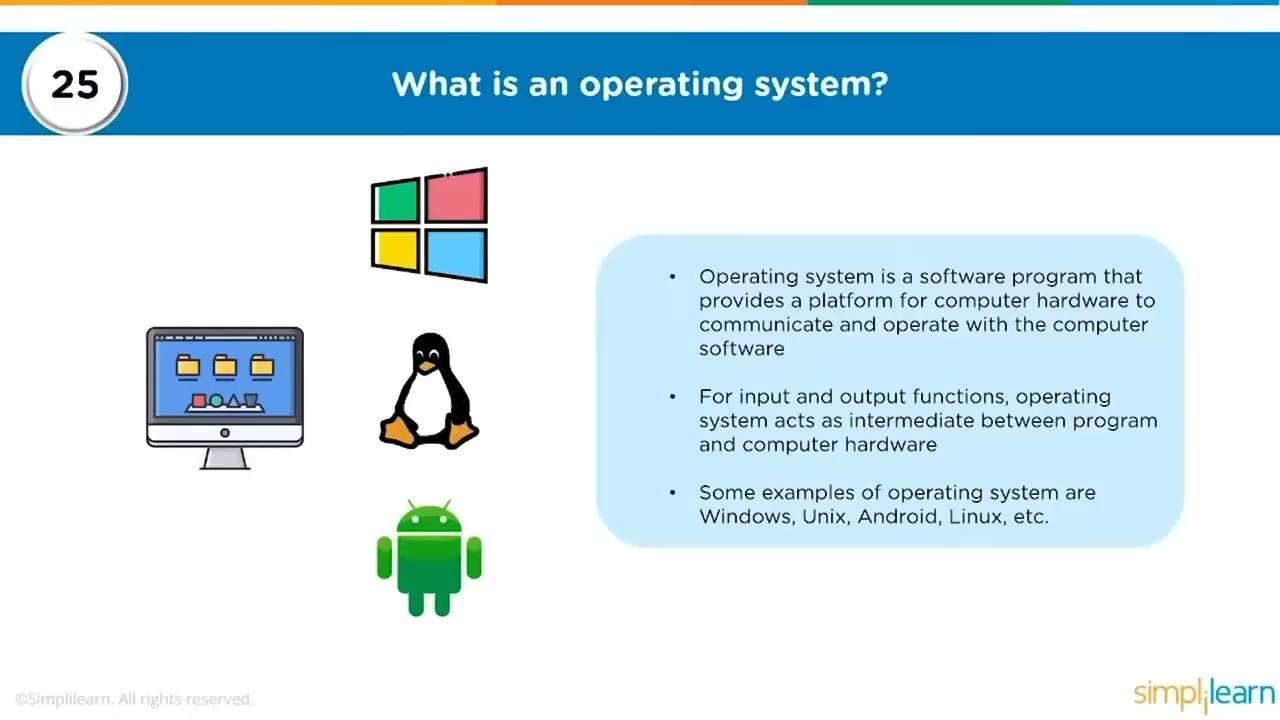 25
What is an operating system?
• Operating system is a software program that
provides a platform for computer hardware to
communicate and operate with the computer
software
• For input and output functions, operating
system acts as intermediate between program
and computer hardware
• Some examples of operating system are
Windows, Unix, Android, Linux, etc.
©Simplilearn. All rights reserved.
simplilearn